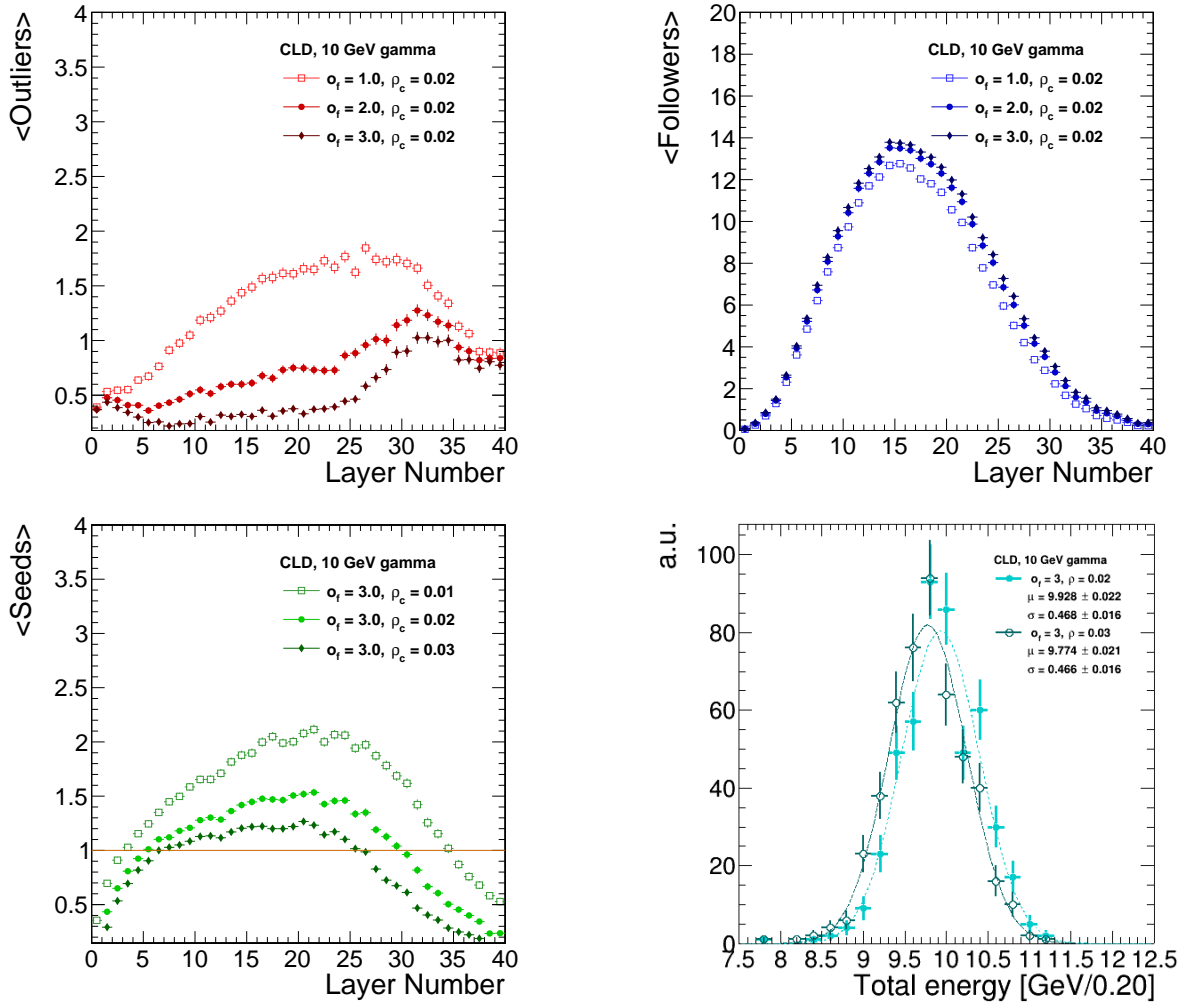 <Outliers>
4
3.5
3
2.5
2
1.5
1
0.5
CLD, 10 GeV gamma
o_f = 1.0, ρ_c = 0.02
o_f = 2.0, ρ_c = 0.02
o_f = 3.0, ρ_c = 0.02
0 5 10 15 20 25 30 35 40
Layer Number
<Followers>
20
18
16
14
12
10
8
6
4
2
0
CLD, 10 GeV gamma
o_f = 1.0, ρ_c = 0.02
o_f = 2.0, ρ_c = 0.02
o_f = 3.0, ρ_c = 0.02
0 5 10 15 20 25 30 35 40
Layer Number
<Seeds>
4
3.5
3
2.5
2
1.5
1
0.5
CLD, 10 GeV gamma
o_f = 3.0, ρ_c = 0.01
o_f = 3.0, ρ_c = 0.02
o_f = 3.0, ρ_c = 0.03
0 5 10 15 20 25 30 35 40
Layer Number
a.u.
100
80
60
40
20
0
CLD, 10 GeV gamma
o_f = 3, ρ = 0.02
μ = 9.928 ± 0.022
σ = 0.468 ± 0.016
o_f = 3, ρ = 0.03
μ = 9.774 ± 0.021
σ = 0.466 ± 0.016
7.5 8 8.5 9 9.5 10 10.5 11 11.5 12 12.5
Total energy [GeV/0.20]